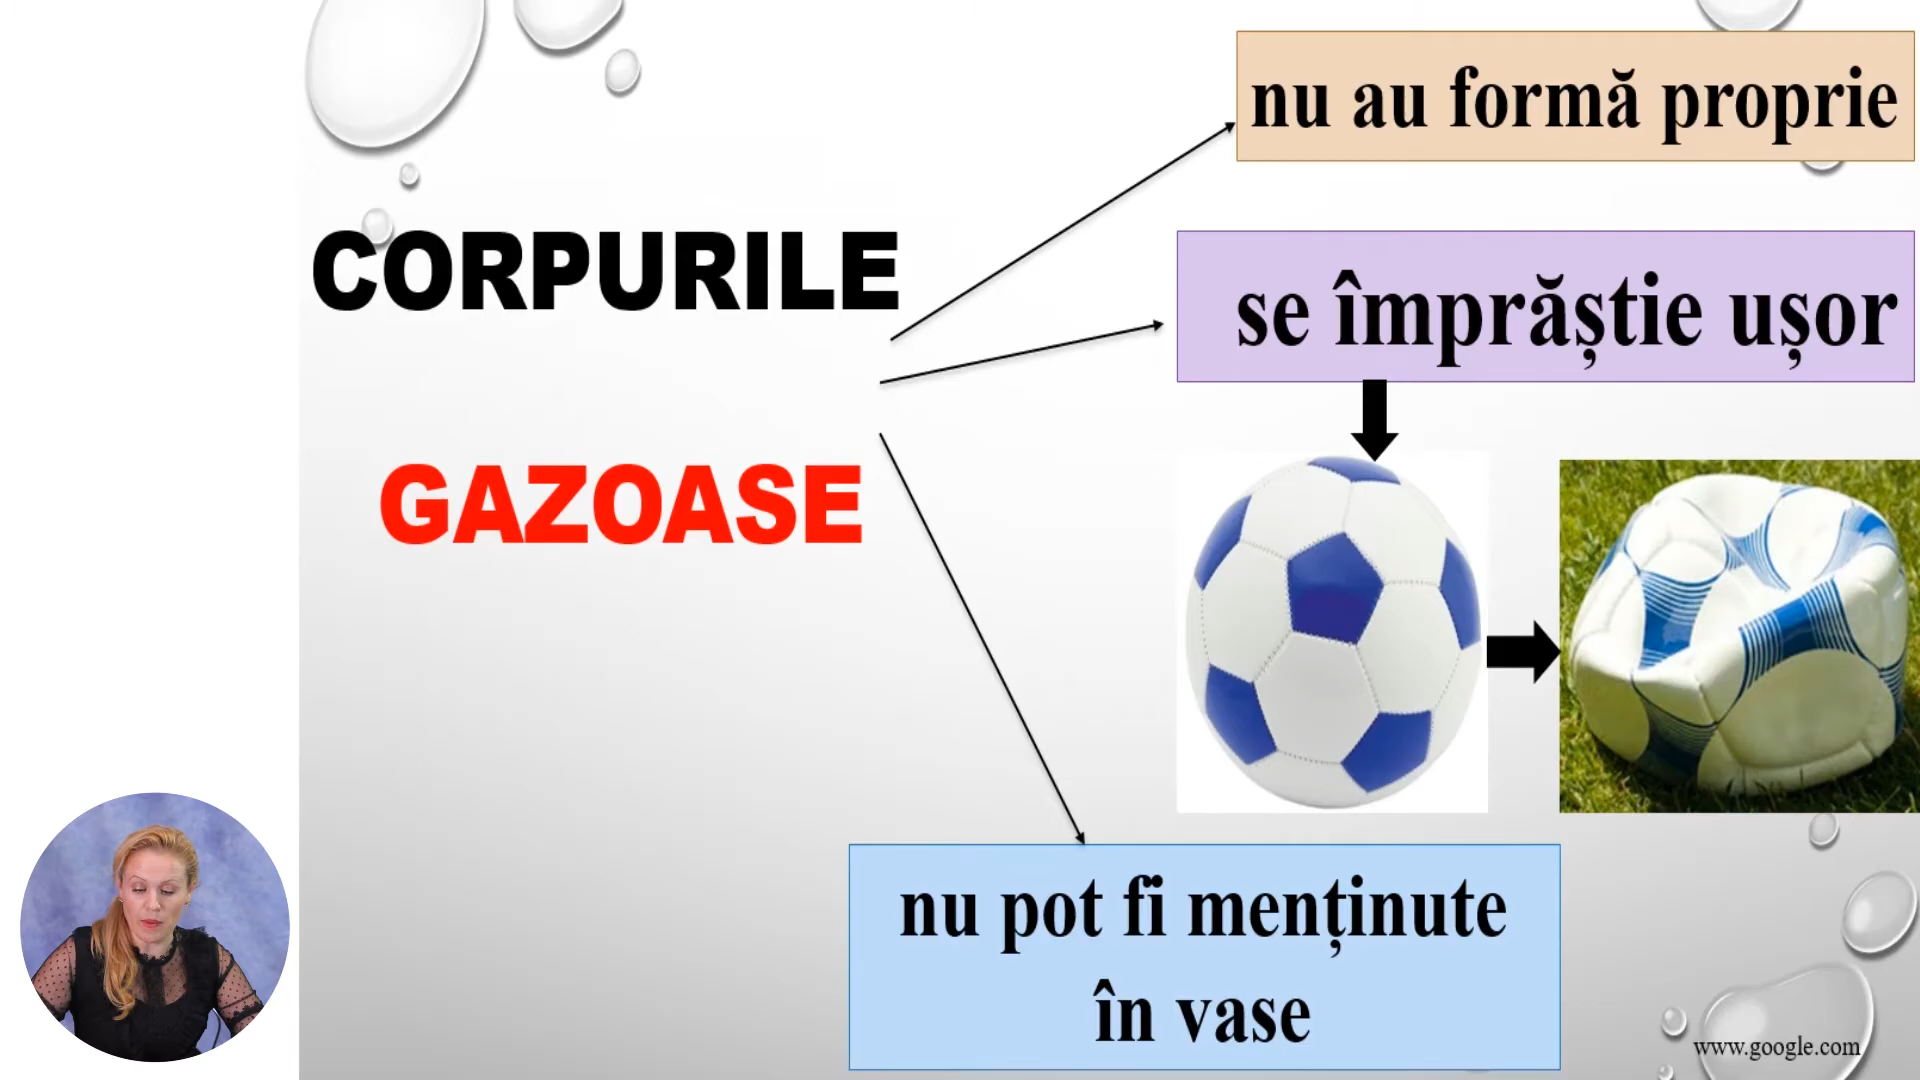 nu au formă proprie
CORPURILE
se împrăștie ușor
GAZOASE
nu pot fi menținute
în vase
www.google.com